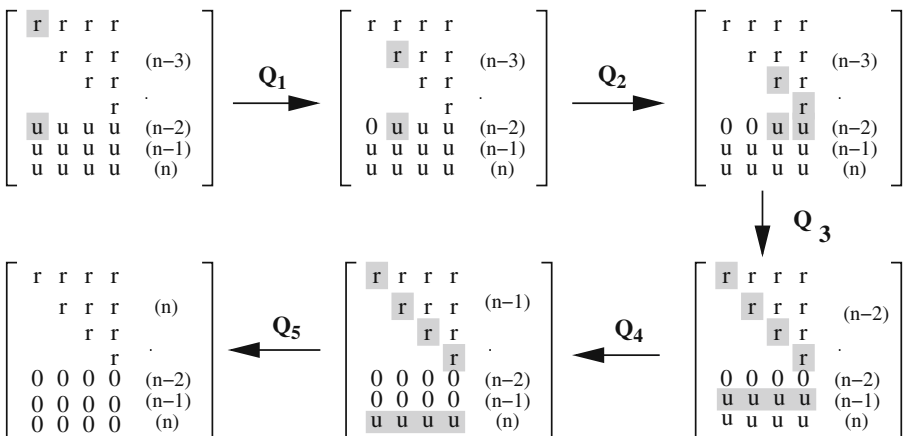 r r r r
r r r (n−3)
r r
r .
u u u u (n−2)
u u u u (n−1)
u u u u (n)
Q1
r r r r
r r r (n−3)
r r
r .
0 u u u (n−2)
u u u u (n−1)
u u u u (n)
Q2
r r r r
r r r (n−3)
r r
r .
0 0 u u (n−2)
u u u u (n−1)
u u u u (n)
Q 3
r r r r
r r r (n−2)
r r
r .
0 0 0 0 (n−2)
u u u u (n−1)
u u u u (n)
Q4
r r r r
r r r (n−1)
r r
r .
0 0 0 0 (n−2)
0 0 0 0 (n−1)
u u u u (n)
Q5
r r r r
r r r (n)
r r
r .
0 0 0 0 (n−2)
0 0 0 0 (n−1)
0 0 0 0 (n)